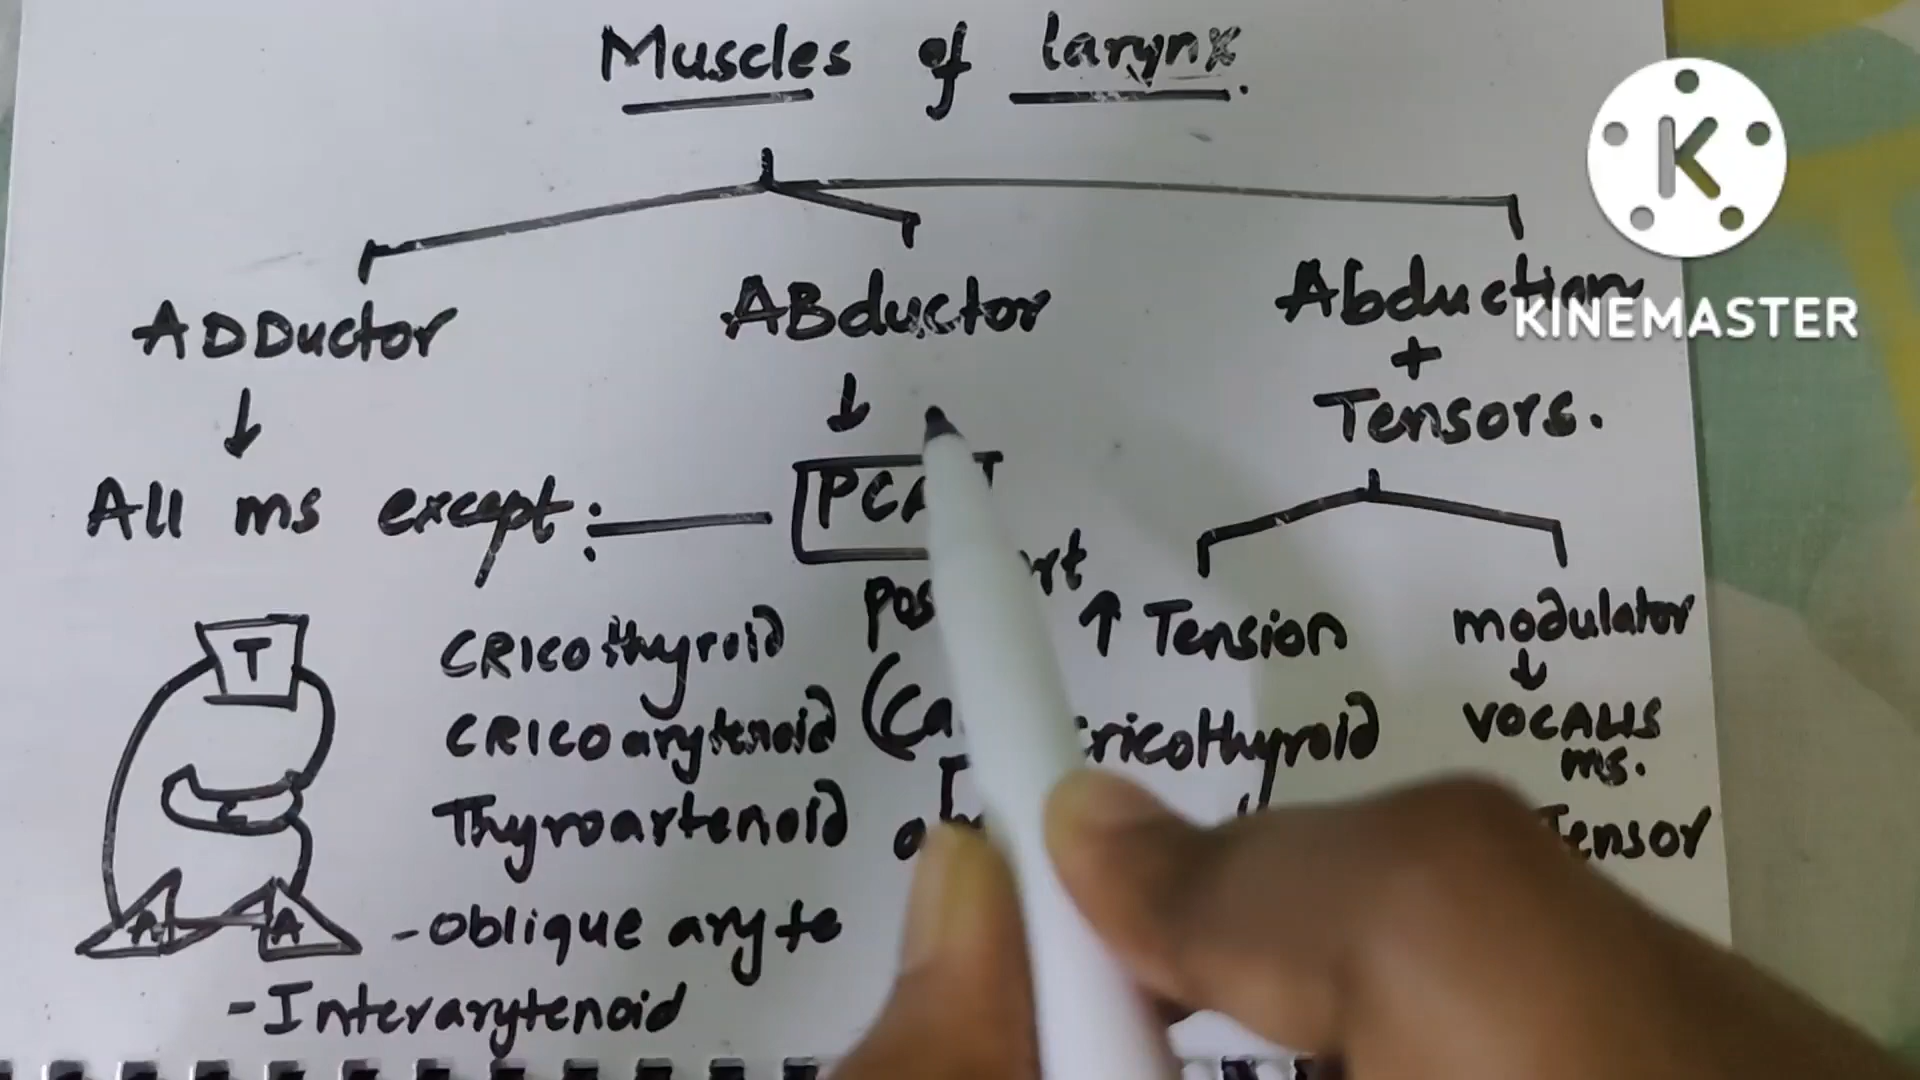 Muscles of larynx.
ADDuctor
ABductor
Abduction
+
Tensors.
K
KINEMASTER
All ms except:
PCA
↑ Tension
modulator
CRICOthyroid
cricothyroid
VOCALIS
ms.
CRICOarytenoid
Thyroartenoid
Tensor
-oblique aryte
-Interarytenoid
T
A
A